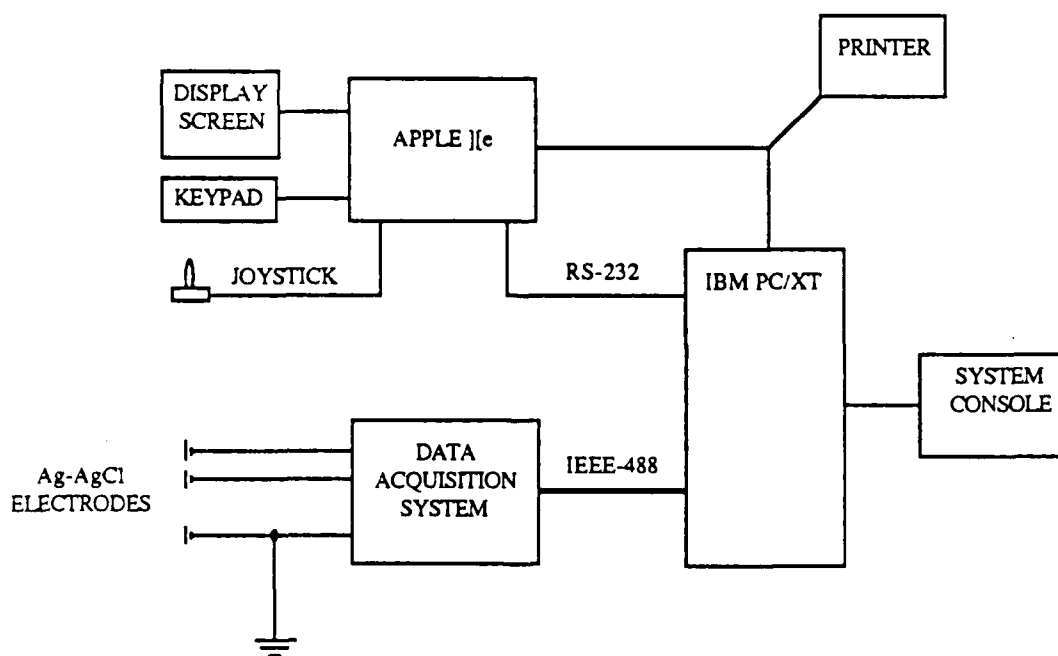 PRINTER
DISPLAY
SCREEN
APPLE ][e
KEYPAD
JOYSTICK
RS-232
IBM PC/XT
SYSTEM
CONSOLE
DATA
ACQUISITION
SYSTEM
IEEE-488
Ag-AgCl
ELECTRODES